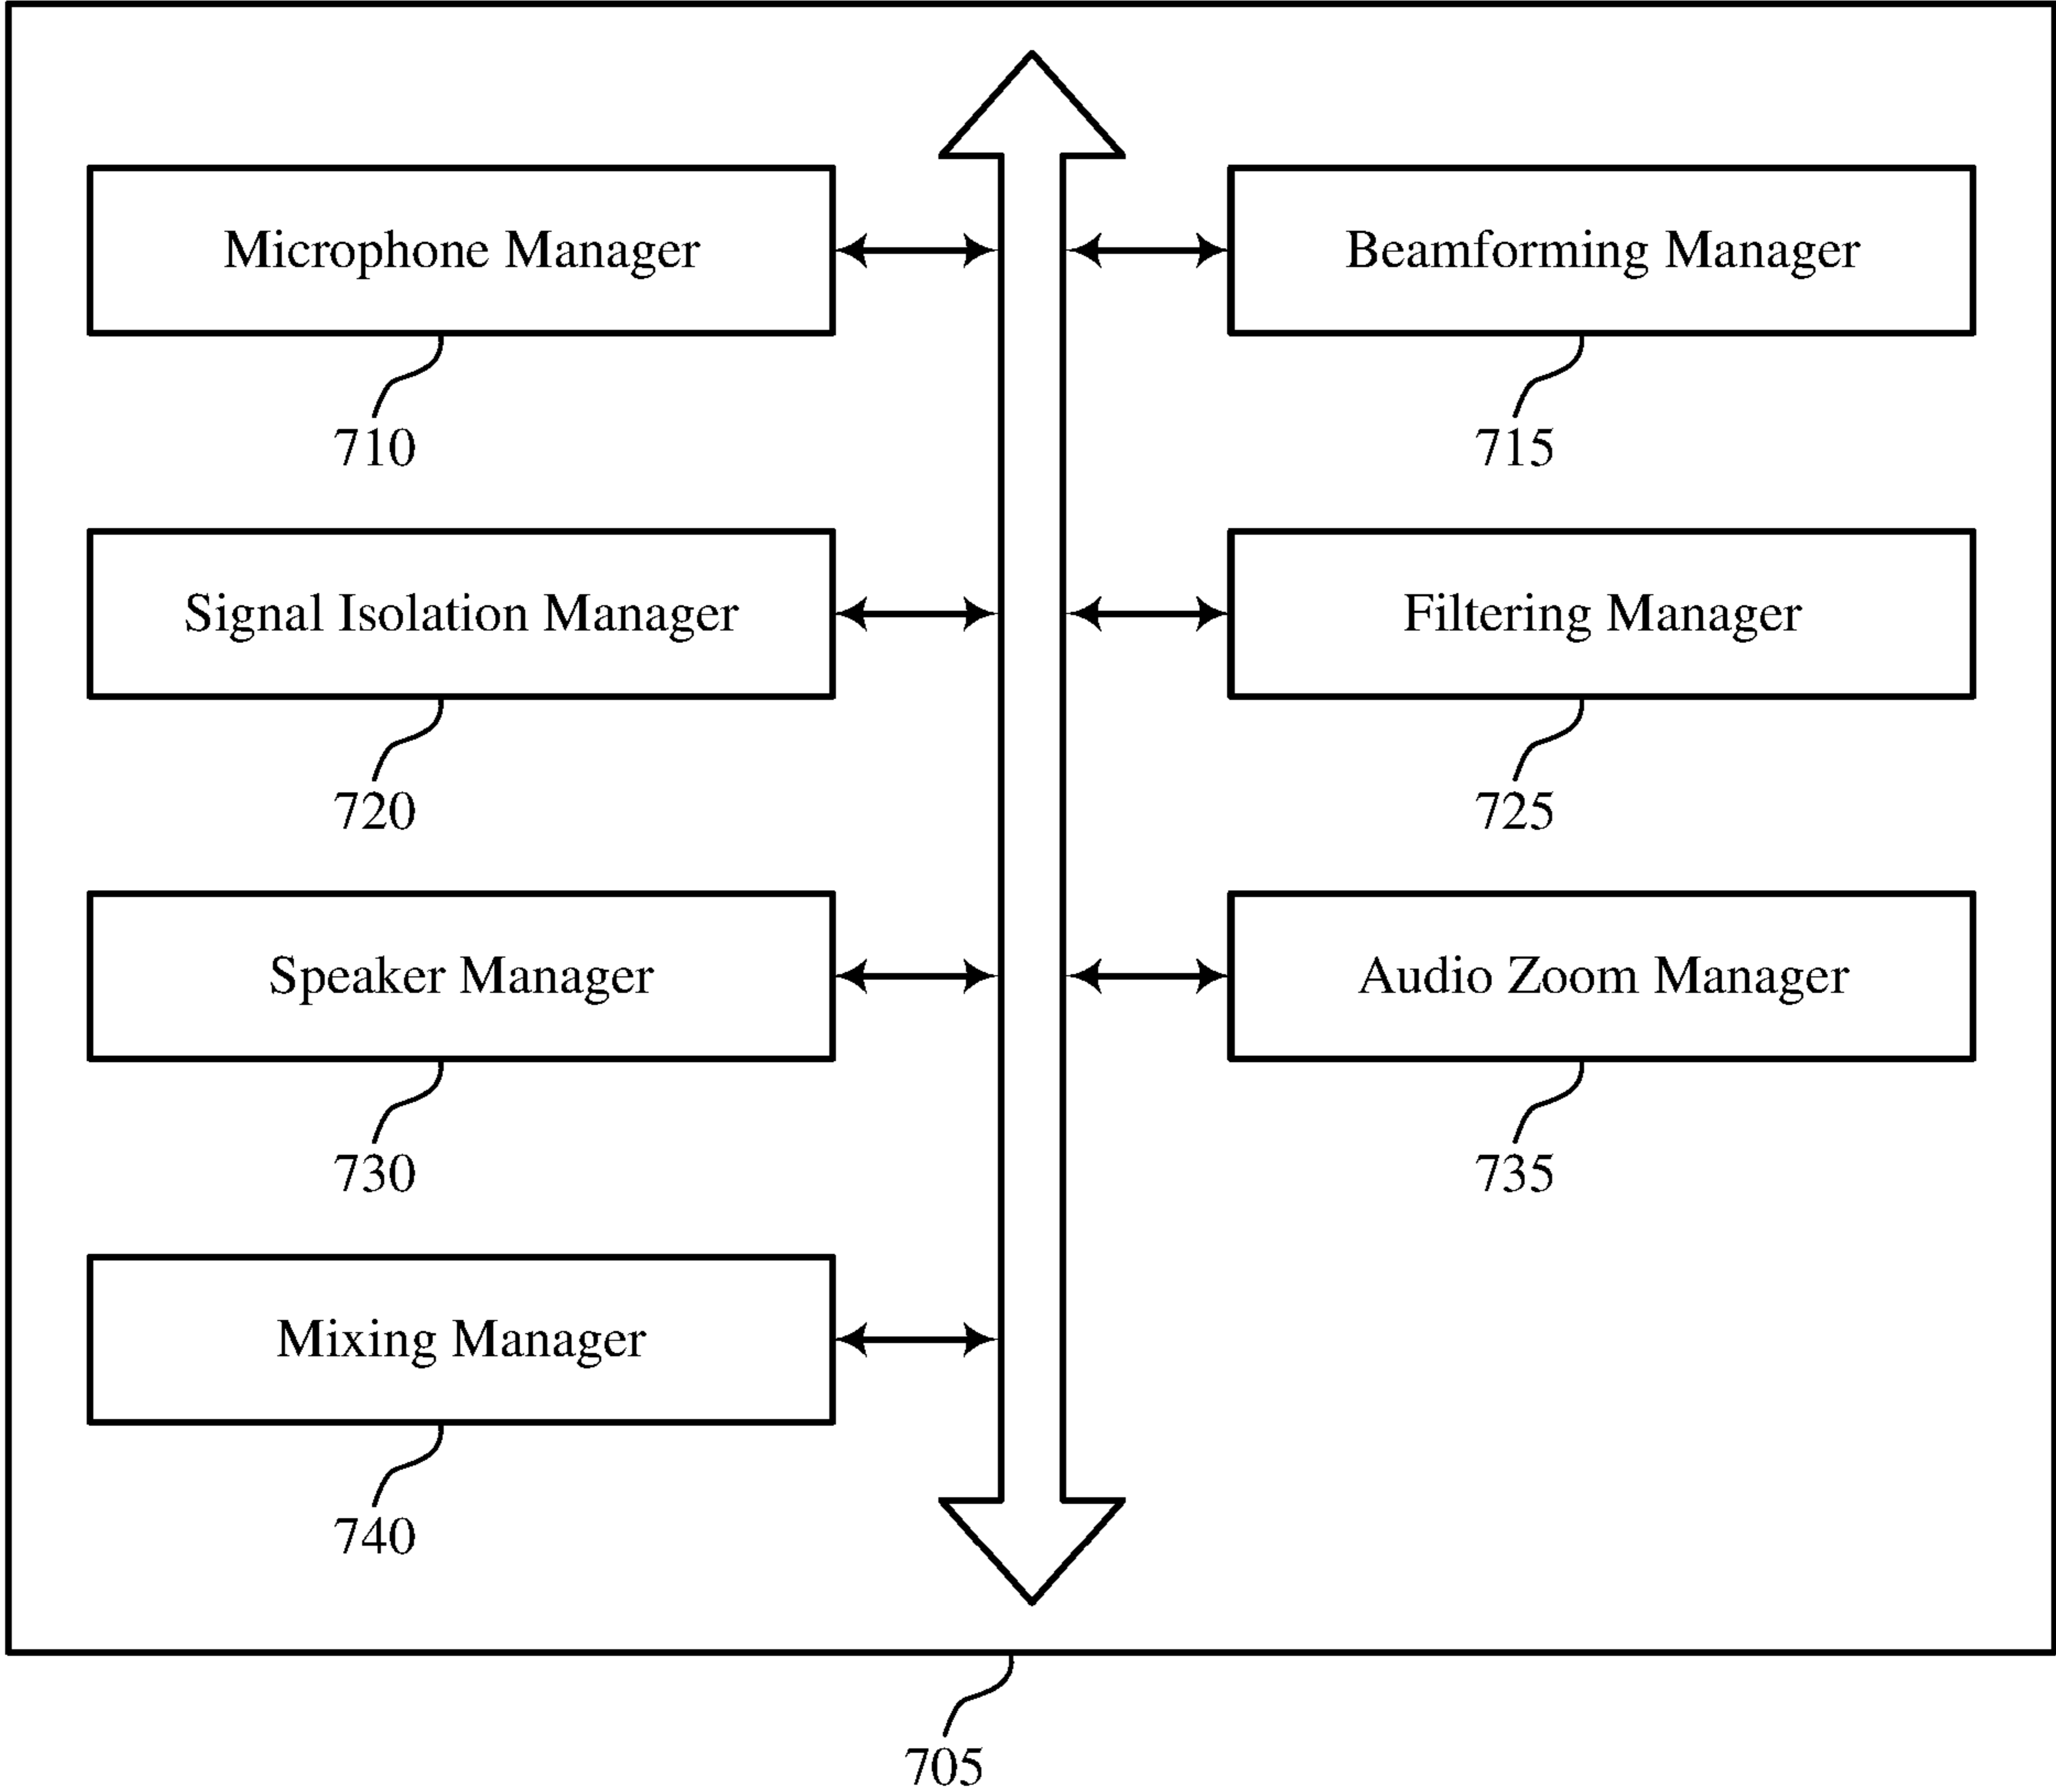 Microphone Manager
Beamforming Manager
710
715
Signal Isolation Manager
Filtering Manager
720
725
Speaker Manager
Audio Zoom Manager
730
735
Mixing Manager
740
705